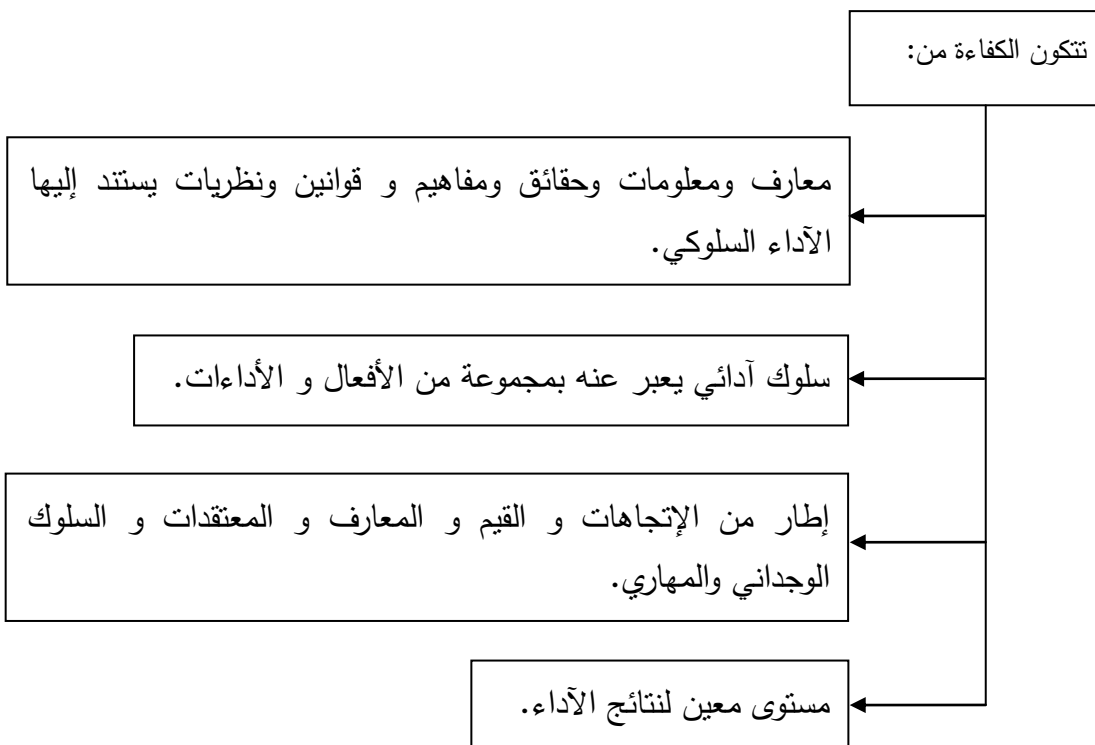 تتكون الكفاءة من:
معارف ومعلومات وحقائق ومفاهيم و قوانين ونظريات يستند إليها
الآداء السلوكي.
سلوك آدائي يعبر عنه بمجموعة من الأفعال و الأداءات.
إطار من الإتجاهات و القيم و المعارف و المعتقدات و السلوك
الوجداني والمهاري.
مستوى معين لنتائج الآداء.